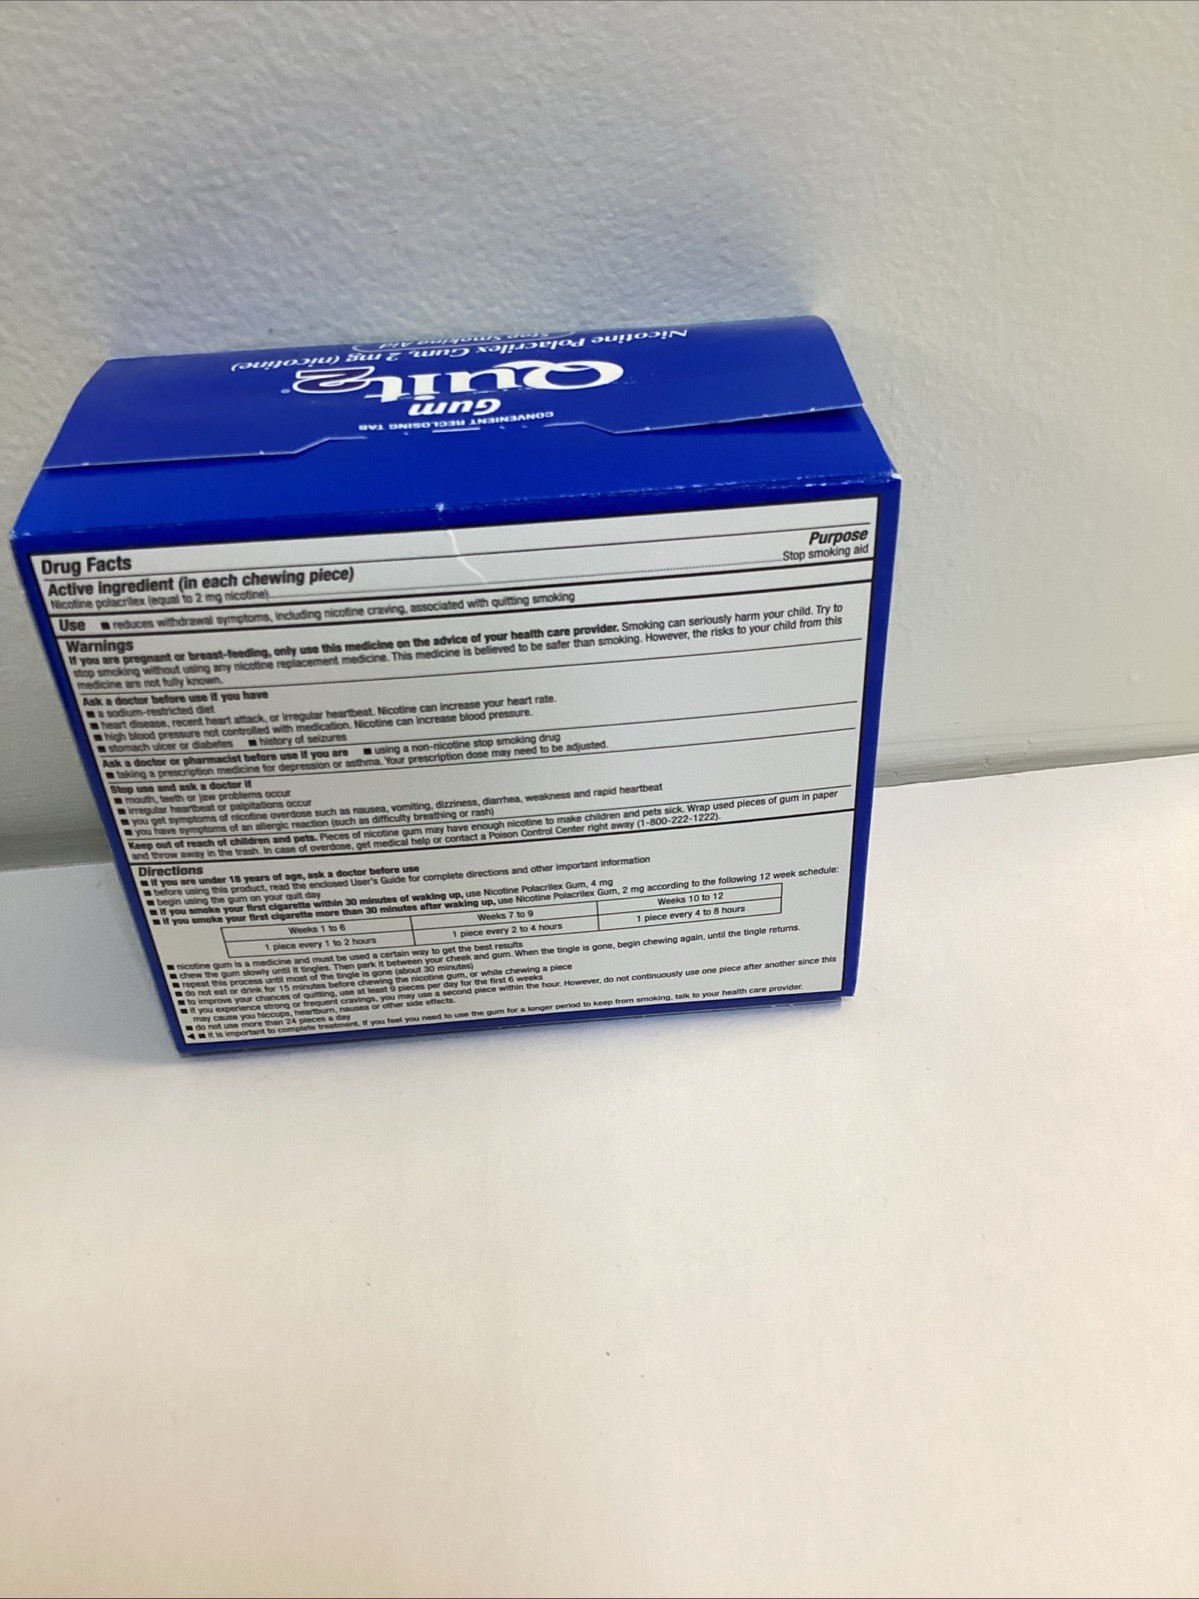 CONVENIENT RECLOSING TAB
Gum
Quit2®
Nicotine Polacrilex Gum, 2 mg (nicotine)
Stop Smoking Aid
Drug Facts
Active ingredient (in each chewing piece)
Purpose
Nicotine polacrilex (equal to 2 mg nicotine)
Stop smoking aid
Use ■ reduces withdrawal symptoms, including nicotine craving, associated with quitting smoking
Warnings
If you are pregnant or breast-feeding, only use this medicine on the advice of your health care provider. Smoking can seriously harm your child. Try to
stop smoking without using any nicotine replacement medicine. This medicine is believed to be safer than smoking. However, the risks to your child from this
medicine are not fully known.
Ask a doctor before use if you have
■ a sodium-restricted diet
■ heart disease, recent heart attack, or irregular heartbeat. Nicotine can increase your heart rate.
■ high blood pressure not controlled with medication. Nicotine can increase blood pressure.
■ stomach ulcer or diabetes ■ history of seizures
Ask a doctor or pharmacist before use if you are ■ using a non-nicotine stop smoking drug
■ taking a prescription medicine for depression or asthma. Your prescription dose may need to be adjusted.
Stop use and ask a doctor if
■ mouth, teeth or jaw problems occur
■ irregular heartbeat or palpitations occur
■ you get symptoms of nicotine overdose such as nausea, vomiting, dizziness, diarrhea, weakness and rapid heartbeat
■ you have symptoms of an allergic reaction (such as difficulty breathing or rash)
Keep out of reach of children and pets. Pieces of nicotine gum may have enough nicotine to make children and pets sick. Wrap used pieces of gum in paper
and throw away in the trash. In case of overdose, get medical help or contact a Poison Control Center right away (1-800-222-1222).
Directions
■ if you are under 18 years of age, ask a doctor before use
■ before using this product, read the enclosed User's Guide for complete directions and other important information
■ begin using the gum on your quit day
■ if you smoke your first cigarette within 30 minutes of waking up, use Nicotine Polacrilex Gum, 4 mg
■ if you smoke your first cigarette more than 30 minutes after waking up, use Nicotine Polacrilex Gum, 2 mg according to the following 12 week schedule:
Weeks 1 to 6 Weeks 7 to 9 Weeks 10 to 12
1 piece every 1 to 2 hours 1 piece every 2 to 4 hours 1 piece every 4 to 8 hours
■ nicotine gum is a medicine and must be used a certain way to get the best results
■ chew the gum slowly until it tingles. Then park it between your cheek and gum. When the tingle is gone, begin chewing again, until the tingle returns.
■ repeat this process until most of the tingle is gone (about 30 minutes)
■ do not eat or drink for 15 minutes before chewing the nicotine gum, or while chewing a piece
■ to improve your chances of quitting, use at least 9 pieces per day for the first 6 weeks
■ if you experience strong or frequent cravings, you may use a second piece within the hour. However, do not continuously use one piece after another since this
may cause you hiccups, heartburn, nausea or other side effects.
■ do not use more than 24 pieces a day
◄ ■ it is important to complete treatment. If you feel you need to use the gum for a longer period to keep from smoking, talk to your health care provider.